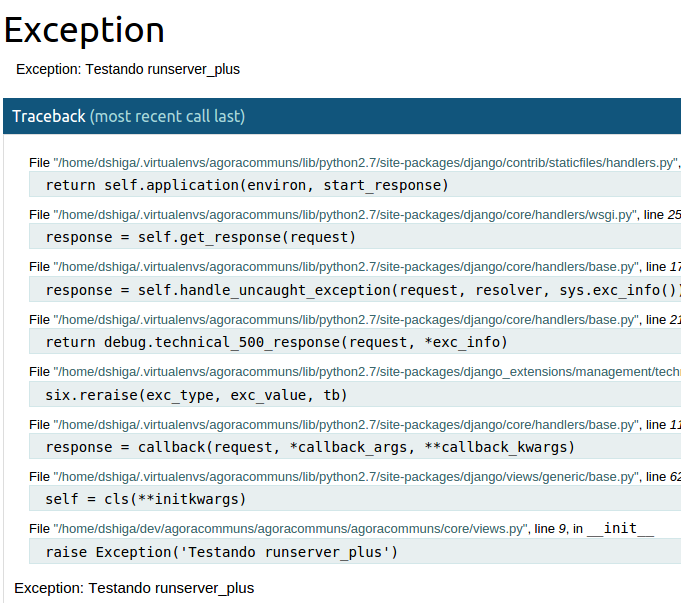 Exception
Exception: Testando runserver_plus
Traceback (most recent call last)
File "/home/dshiga/.virtualenvs/agoracommuns/lib/python2.7/site-packages/django/contrib/staticfiles/handlers.py",
return self.application(environ, start_response)
File "/home/dshiga/.virtualenvs/agoracommuns/lib/python2.7/site-packages/django/core/handlers/wsgi.py", line 25
response = self.get_response(request)
File "/home/dshiga/.virtualenvs/agoracommuns/lib/python2.7/site-packages/django/core/handlers/base.py", line 17
response = self.handle_uncaught_exception(request, resolver, sys.exc_info())
File "/home/dshiga/.virtualenvs/agoracommuns/lib/python2.7/site-packages/django/core/handlers/base.py", line 21
return debug.technical_500_response(request, *exc_info)
File "/home/dshiga/.virtualenvs/agoracommuns/lib/python2.7/site-packages/django_extensions/management/techn
six.reraise(exc_type, exc_value, tb)
File "/home/dshiga/.virtualenvs/agoracommuns/lib/python2.7/site-packages/django/core/handlers/base.py", line 11
response = callback(request, *callback_args, **callback_kwargs)
File "/home/dshiga/.virtualenvs/agoracommuns/lib/python2.7/site-packages/django/views/generic/base.py", line 62
self = cls(**initkwargs)
File "/home/dshiga/dev/agoracommuns/agoracommuns/agoracommuns/core/views.py", line 9, in __init__
raise Exception('Testando runserver_plus')
Exception: Testando runserver_plus